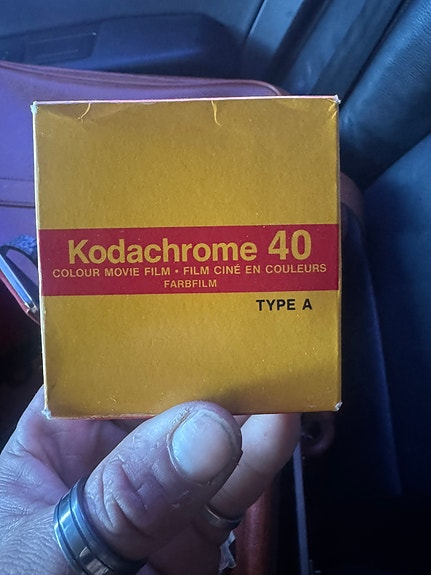 Kodachrome 40
COLOUR MOVIE FILM • FILM CINÉ EN COULEURS
FARBFILM
TYPE A